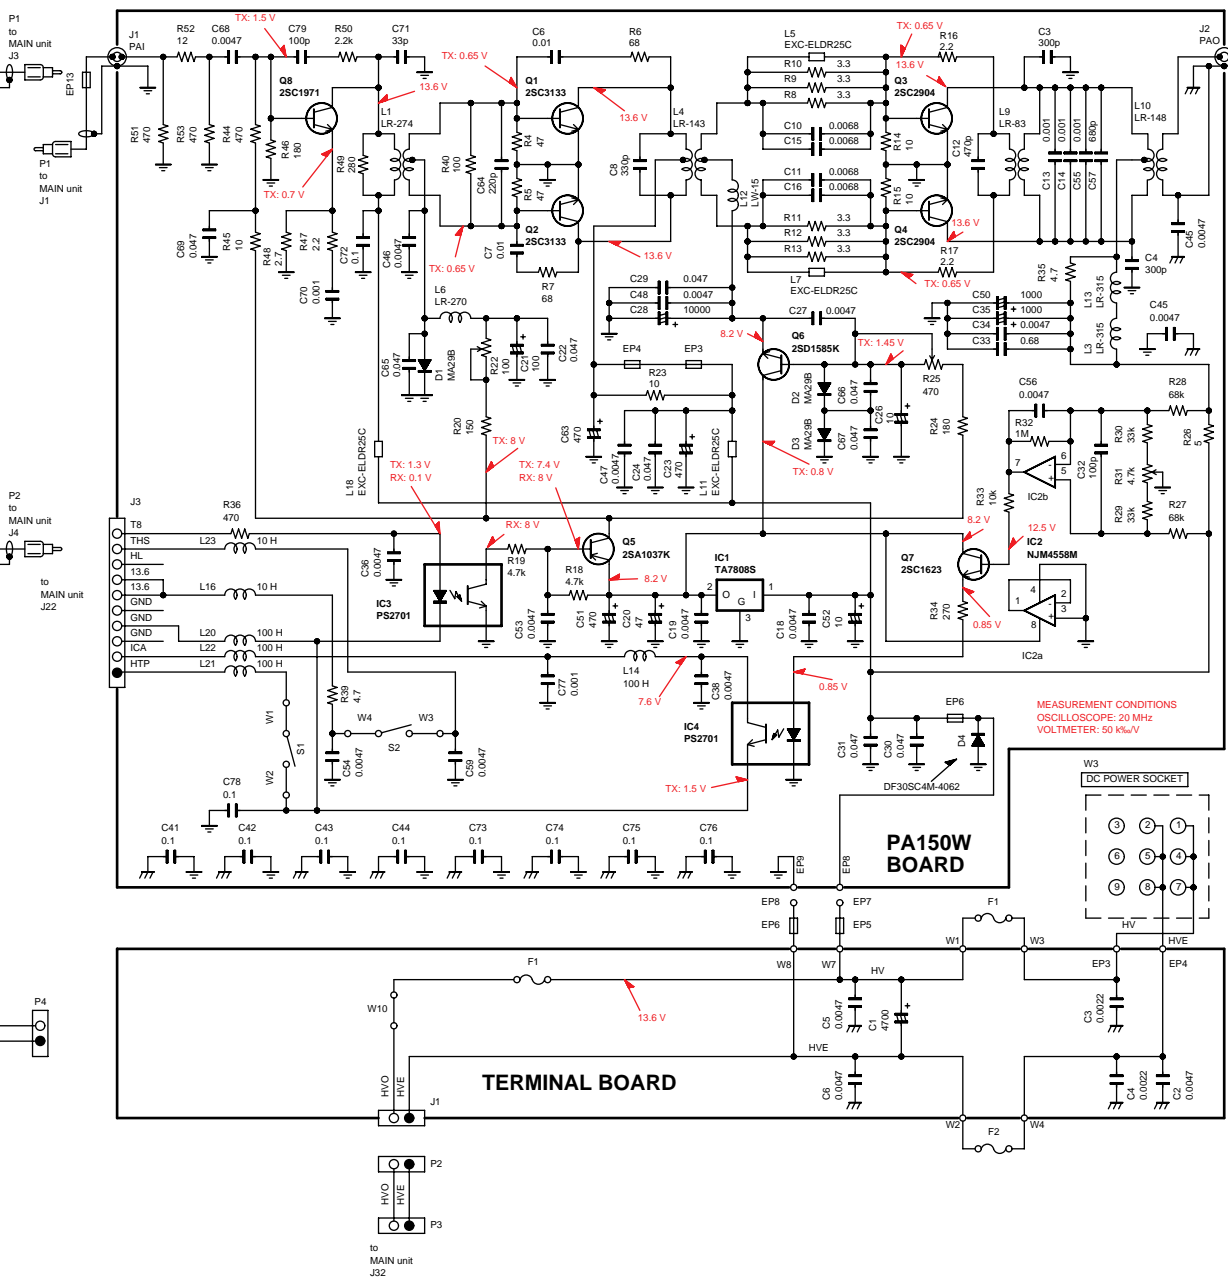 P1
to
MAIN unit
J3
J1
PAI
R52
12
C68
0.0047
TX: 1.5 V
C79
100p
R50
2.2k
C71
33p
C6
0.01
R6
68
L5
EXC-ELDR25C
TX: 0.65 V
R16
2.2
C3
300p
J2
PAO
EP13
TX: 0.65 V
R10
3.3
13.6 V
Q8
2SC1971
13.6 V
Q1
2SC3133
13.6 V
R9
3.3
Q3
2SC2904
R8
3.3
L1
LR-274
L4
LR-143
13.6 V
L9
LR-83
L10
LR-148
R51
470
R53
470
R44
470
R46
180
R49
280
R40
100
C64
220p
R4
47
C8
330p
C10
0.0068
C15
0.0068
R14
10
C12
470p
0.001
0.001
0.001
680p
C13
C14
C55
C57
P1
to
MAIN unit
J1
TX: 0.7 V
R5
47
L12
LW-15
C11
0.0068
C16
0.0068
R15
10
C69
0.047
R45
10
R48
2.7
R47
2.2
C72
0.1
C46
0.0047
Q2
2SC3133
C7
0.01
R11
3.3
R12
3.3
R13
3.3
Q4
2SC2904
13.6 V
C45
0.0047
TX: 0.65 V
13.6 V
R7
68
R17
2.2
R35
4.7
C4
300p
L7
EXC-ELDR25C
TX: 0.65 V
C70
0.001
L6
LR-270
C29
0.047
C48
0.0047
C28
10000
+
C27
0.0047
C50
1000
C35
+ 1000
C34
+ 0.0047
C33
0.68
L13
LR-315
L3
LR-315
C45
0.0047
C65
0.047
D1
MA29B
R22
100
C21
100
+
C22
0.047
8.2 V
Q6
2SD1585K
TX: 1.45 V
EP4
EP3
R23
10
D2
MA29B
C66
0.047
C26
10
+
R25
470
C56
0.0047
R28
68k
R20
150
C63
470
+
R24
180
R32
1M
R30
33k
R26
5
L18
EXC-ELDR25C
TX: 8 V
C47
0.0047
C24
0.047
C23
470
+
L11
EXC-ELDR25C
D3
MA29B
C67
0.047
6
-
7
5
+
IC2b
C32
100p
R31
4.7k
TX: 1.3 V
RX: 0.1 V
TX: 7.4 V
RX: 8 V
TX: 0.8 V
R33
10k
R29
33k
R27
68k
P2
to
MAIN unit
J4
J3
T8
THS
HL
13.6
13.6
GND
GND
GND
ICA
HTP
R36
470
L23
10 H
RX: 8 V
8.2 V
12.5 V
C36
0.0047
R19
4.7k
Q5
2SA1037K
IC1
TA7808S
Q7
2SC1623
IC2
NJM4558M
to
MAIN unit
J22
L16
10 H
IC3
PS2701
R18
4.7k
8.2 V
2
O
G
I
1
3
R34
270
4
1
2
-
3
+
8
IC2a
C53
0.0047
C51
470
+
C20
47
+
C19
0.0047
C18
0.0047
C52
10
+
0.85 V
L20
100 H
L22
100 H
L21
100 H
L14
100 H
C77
0.001
7.6 V
C38
0.0047
0.85 V
R39
4.7
W1
S1
W2
W4
W3
S2
C54
0.0047
C59
0.0047
IC4
PS2701
C31
0.047
C30
0.047
EP6
D4
MEASUREMENT CONDITIONS
OSCILLOSCOPE: 20 MHz
VOLTMETER: 50 k‰/V
C78
0.1
TX: 1.5 V
DF30SC4M-4062
W3
DC POWER SOCKET
C41
0.1
C42
0.1
C43
0.1
C44
0.1
C73
0.1
C74
0.1
C75
0.1
C76
0.1
PA150W
BOARD
EP9
EP8
3
2
1
6
5
4
9
8
7
EP8
EP7
EP6
EP5
F1
HV
HVE
W1
W3
W8
W7
HV
EP3
EP4
P4
F1
W10
13.6 V
C5
0.0047
C1
4700
+
C3
0.0022
HVE
TERMINAL BOARD
C6
0.0047
C4
0.0022
C2
0.0047
HVO
HVE
J1
W2
F2
W4
P2
HVO
HVE
P3
to
MAIN unit
J32